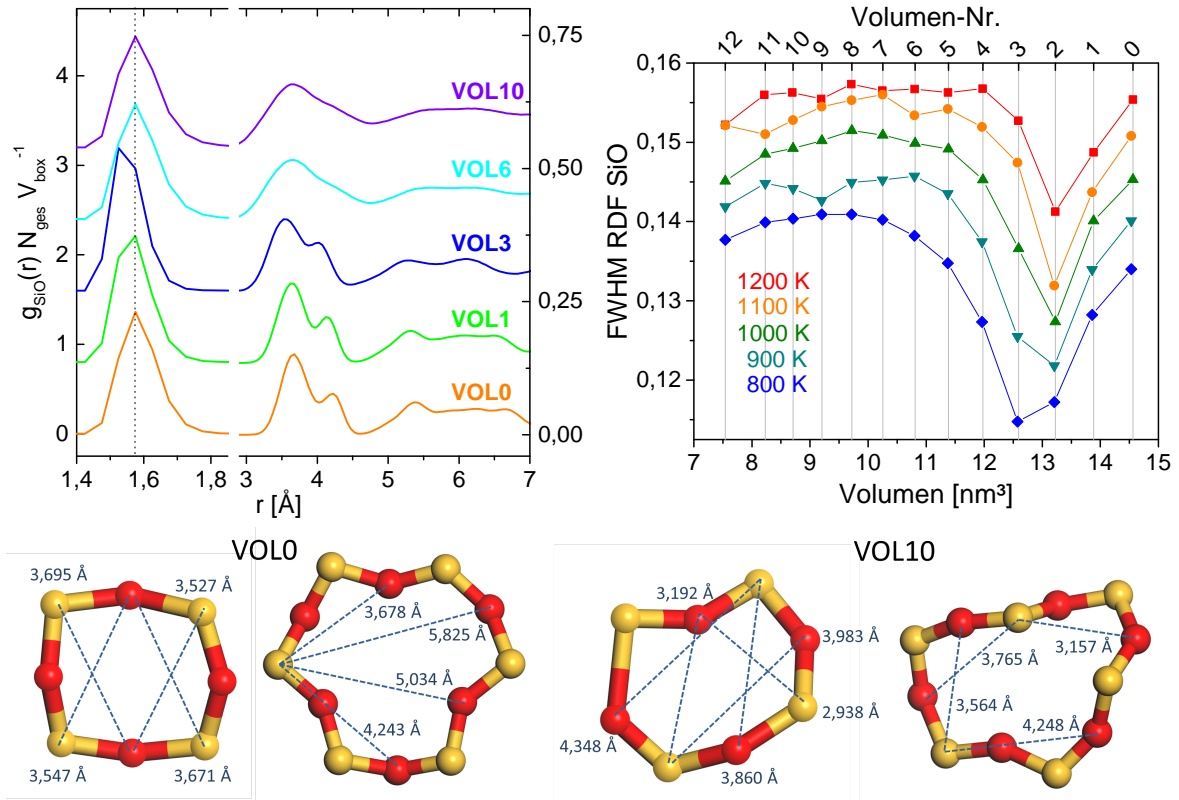 g_SiO(r) N_ges V_box^-1
4
3
2
1
0
0,75
0,50
0,25
0,00
VOL10
VOL6
VOL3
VOL1
VOL0
1,4
1,6
1,8
3
4
5
6
7
r [Å]
Volumen-Nr.
12
11
10
9
8
7
6
5
4
3
2
1
0
FWHM RDF SiO
0,16
0,15
0,14
0,13
0,12
1200 K
1100 K
1000 K
900 K
800 K
7
8
9
10
11
12
13
14
15
Volumen [nm³]
VOL0
3,695 Å
3,527 Å
3,547 Å
3,671 Å
3,678 Å
5,825 Å
5,034 Å
4,243 Å
VOL10
3,192 Å
3,983 Å
2,938 Å
4,348 Å
3,860 Å
3,157 Å
3,765 Å
3,564 Å
4,248 Å